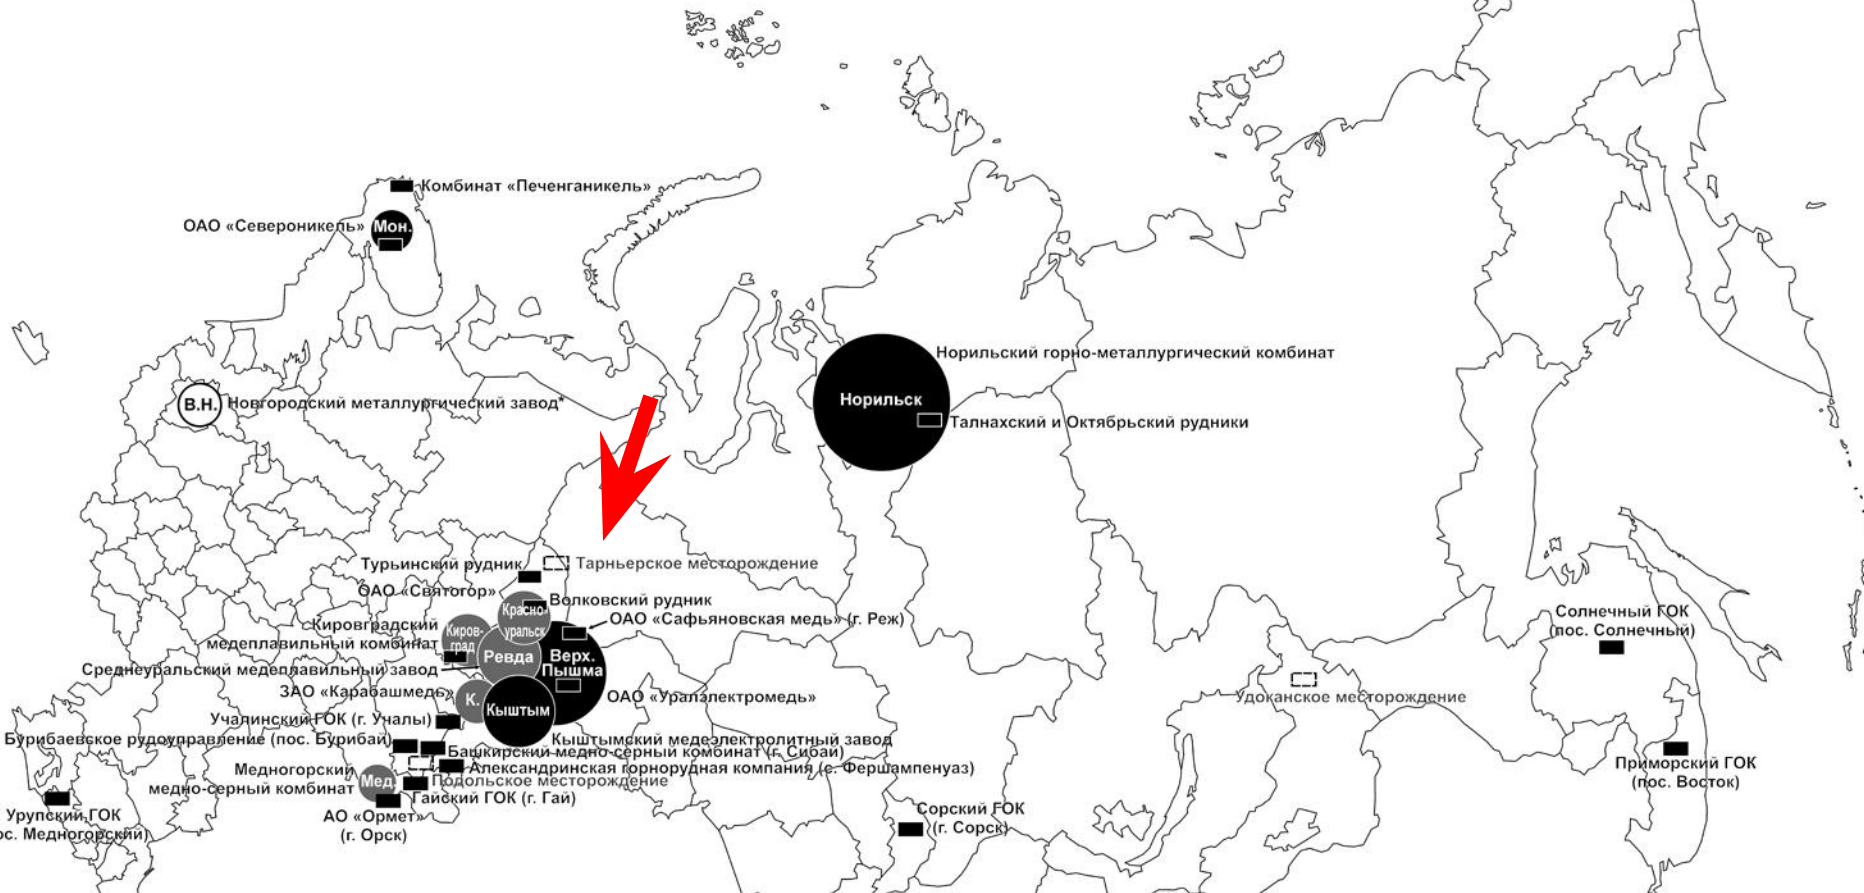 Комбинат «Печенганикель»
ОАО «Североникель»
Мон.
Норильский горно-металлургический комбинат
Норильск
Талнахский и Октябрьский рудники
В.Н.
Новгородский металлургический завод*
Турьинский рудник
Тарньерское месторождение
ОАО «Святогор»
Волковский рудник
Красно-
уральск
ОАО «Сафьяновская медь» (г. Реж)
Кировградский
медеплавильный комбинат
Киров-
град
Среднеуральский медеплавильный завод
Ревда
Верх.
Пышма
ЗАО «Карабашмедь»
К.
Кыштым
ОАО «Уралэлектромедь»
Учалинский ГОК (г. Учалы)
Бурибаевское рудоуправление (пос. Бурибай)
Кыштымский медеэлектролитный завод
Башкирский медно-серный комбинат (г. Сибай)
Александринская горнорудная компания (с. Фершампенуаз)
Медногорский
медно-серный комбинат
Мед
Подольское месторождение
Гайский ГОК (г. Гай)
АО «Ормет»
(г. Орск)
Урупский ГОК
ос. Медногорский)
Сорский ГОК
(г. Сорск)
Удоканское месторождение
Солнечный ГОК
(пос. Солнечный)
Приморский ГОК
(пос. Восток)